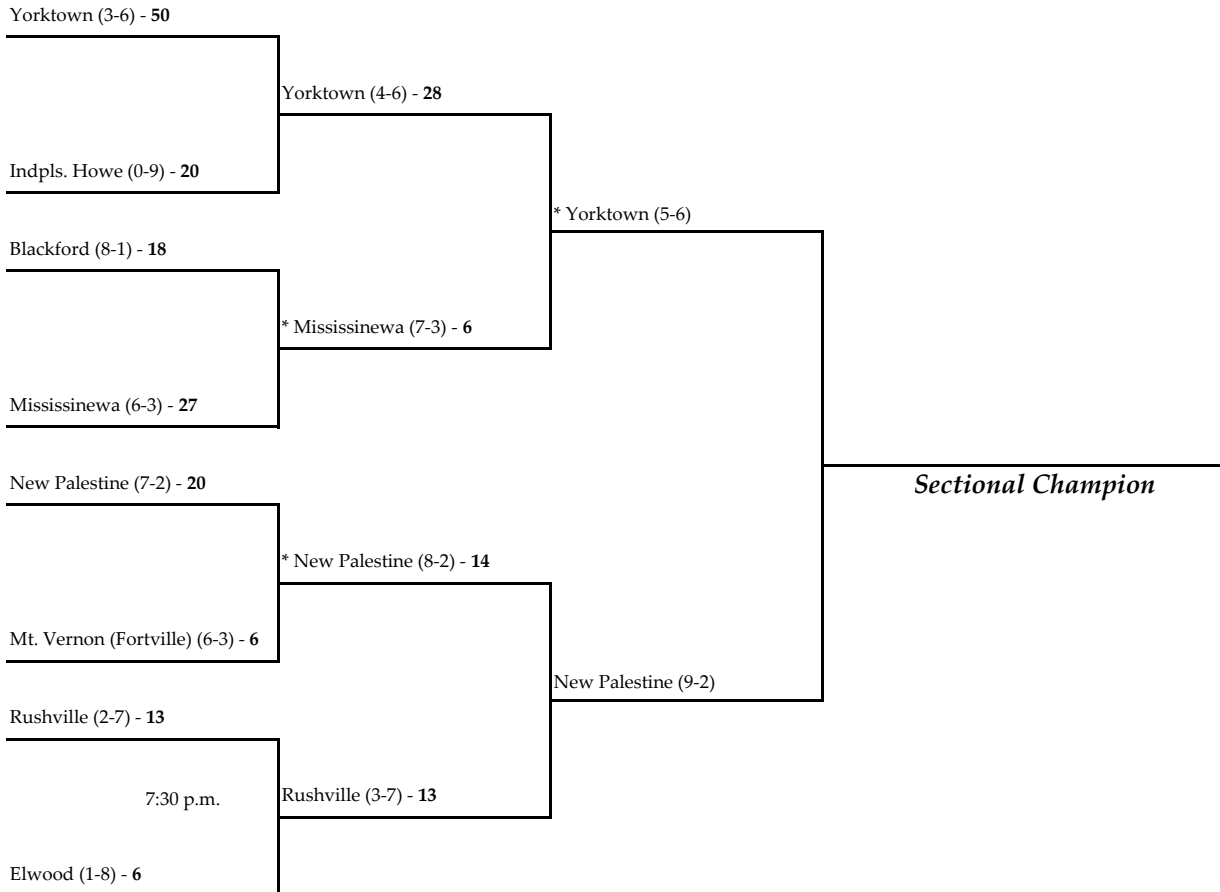 Yorktown (3-6) - 50
Yorktown (4-6) - 28
Indpls. Howe (0-9) - 20
* Yorktown (5-6)
Blackford (8-1) - 18
* Mississinewa (7-3) - 6
Mississinewa (6-3) - 27
New Palestine (7-2) - 20
Sectional Champion
* New Palestine (8-2) - 14
Mt. Vernon (Fortville) (6-3) - 6
New Palestine (9-2)
Rushville (2-7) - 13
7:30 p.m.
Rushville (3-7) - 13
Elwood (1-8) - 6